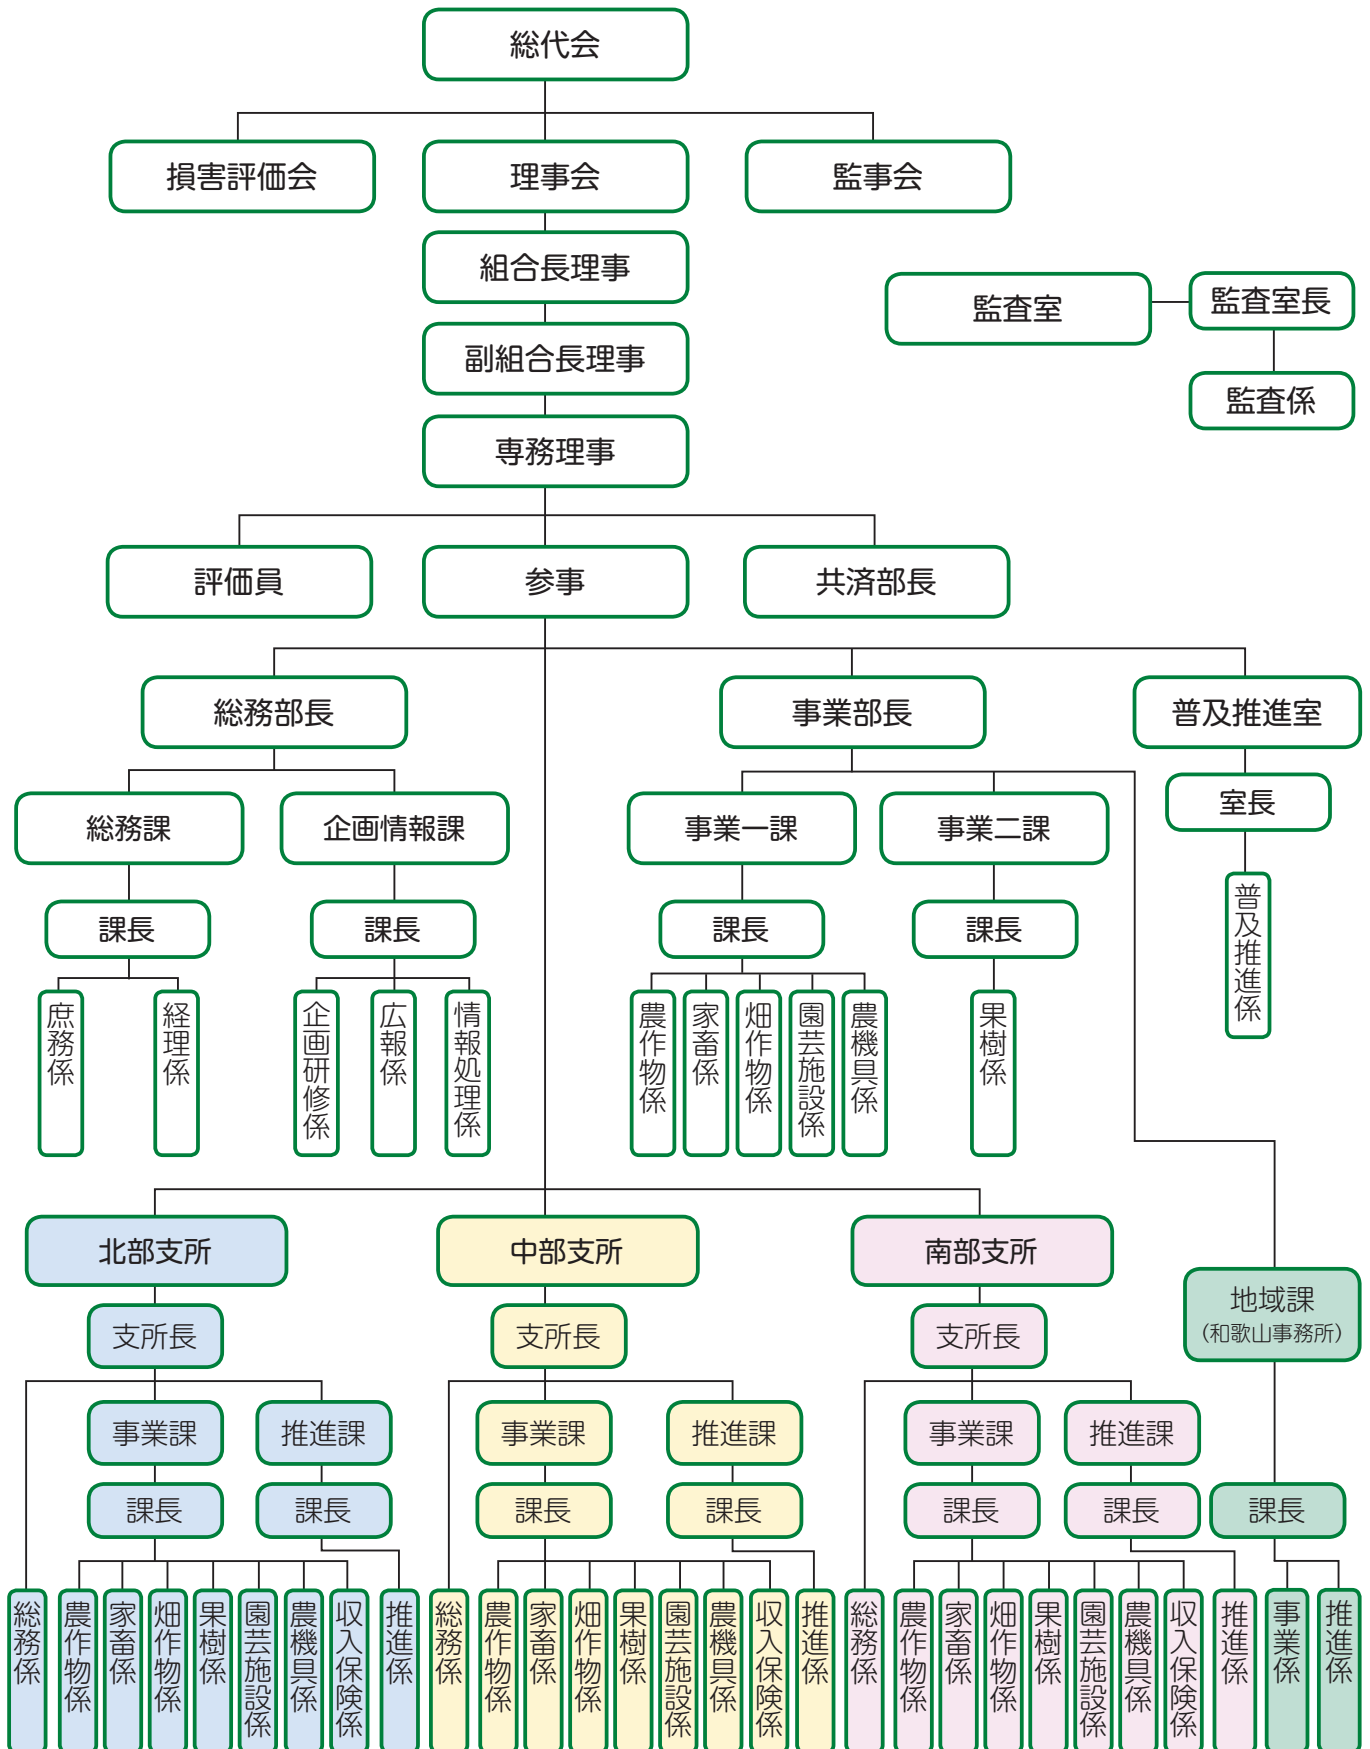 総代会
損害評価会
理事会
監事会
組合長理事
監査室
監査室長
副組合長理事
監査係
専務理事
評価員
参事
共済部長
総務部長
事業部長
普及推進室
総務課
企画情報課
事業一課
事業二課
室長
課長
課長
課長
課長
普及推進係
庶務係
経理係
企画研修係
広報係
情報処理係
農作物係
家畜係
畑作物係
園芸施設係
農機具係
果樹係
北部支所
中部支所
南部支所
地域課
（和歌山事務所）
支所長
支所長
支所長
事業課
推進課
事業課
推進課
事業課
推進課
課長
課長
課長
課長
課長
課長
課長
総務係
農作物係
家畜係
畑作物係
果樹係
園芸施設係
農機具係
収入保険係
推進係
総務係
農作物係
家畜係
畑作物係
果樹係
園芸施設係
農機具係
収入保険係
推進係
総務係
農作物係
家畜係
畑作物係
果樹係
園芸施設係
農機具係
収入保険係
推進係
事業係
推進係